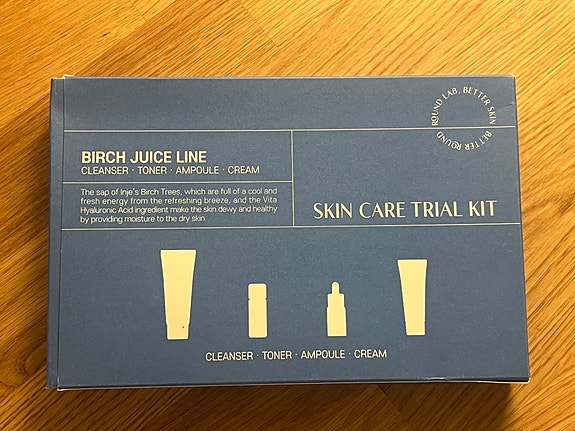 ROUND LAB. BETTER SKIN BETTER ROUND
BIRCH JUICE LINE
CLEANSER · TONER · AMPOULE · CREAM
The sap of Inje's Birch Trees, which are full of a cool and
fresh energy from the refreshing breeze, and the Vita
Hyaluronic Acid ingredient make the skin dewy and healthy
by providing moisture to the dry skin.
SKIN CARE TRIAL KIT
CLEANSER · TONER · AMPOULE · CREAM